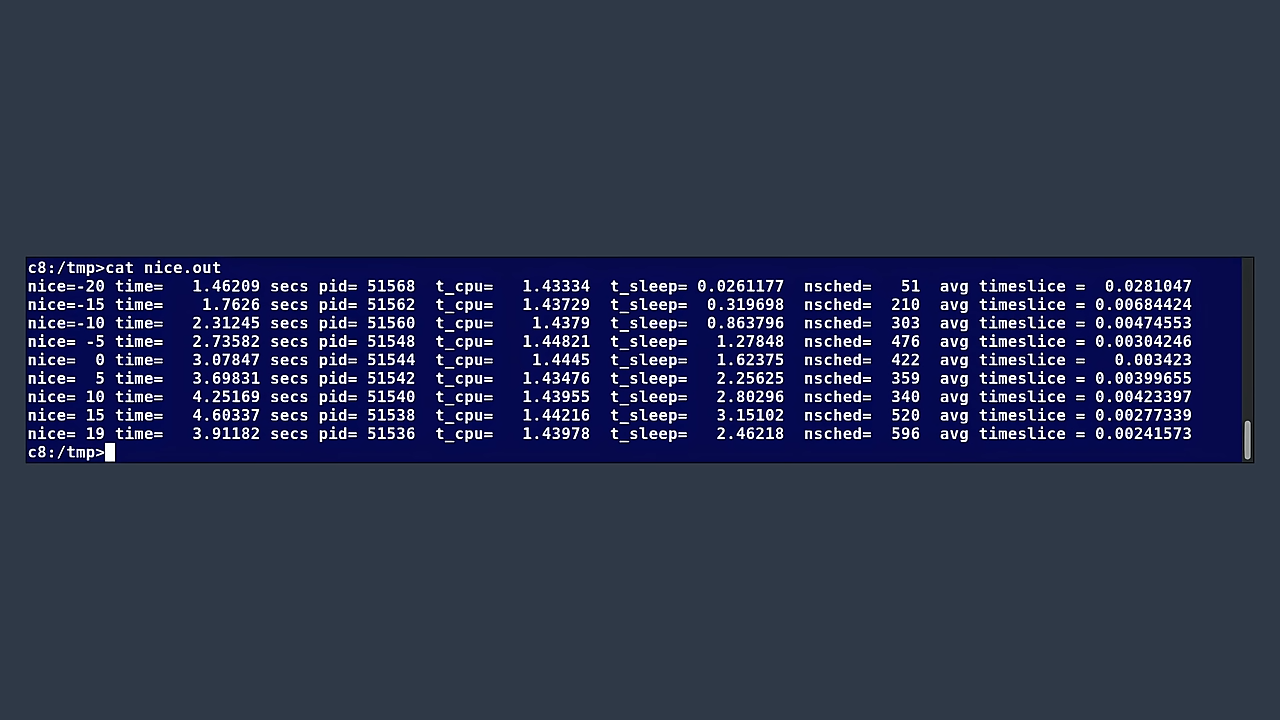 c8:/tmp>cat nice.out
nice=-20 time=   1.46209 secs pid= 51568  t_cpu=   1.43334  t_sleep= 0.0261177  nsched=   51  avg timeslice =  0.0281047
nice=-15 time=    1.7626 secs pid= 51562  t_cpu=   1.43729  t_sleep=  0.319698  nsched=  210  avg timeslice = 0.00684424
nice=-10 time=   2.31245 secs pid= 51560  t_cpu=    1.4379  t_sleep=  0.863796  nsched=  303  avg timeslice = 0.00474553
nice= -5 time=   2.73582 secs pid= 51548  t_cpu=   1.44821  t_sleep=   1.27848  nsched=  476  avg timeslice = 0.00304246
nice=  0 time=   3.07847 secs pid= 51544  t_cpu=    1.4445  t_sleep=   1.62375  nsched=  422  avg timeslice =   0.003423
nice=  5 time=   3.69831 secs pid= 51542  t_cpu=   1.43476  t_sleep=   2.25625  nsched=  359  avg timeslice = 0.00399655
nice= 10 time=   4.25169 secs pid= 51540  t_cpu=   1.43955  t_sleep=   2.80296  nsched=  340  avg timeslice = 0.00423397
nice= 15 time=   4.60337 secs pid= 51538  t_cpu=   1.44216  t_sleep=   3.15102  nsched=  520  avg timeslice = 0.00277339
nice= 19 time=   3.91182 secs pid= 51536  t_cpu=   1.43978  t_sleep=   2.46218  nsched=  596  avg timeslice = 0.00241573
c8:/tmp>